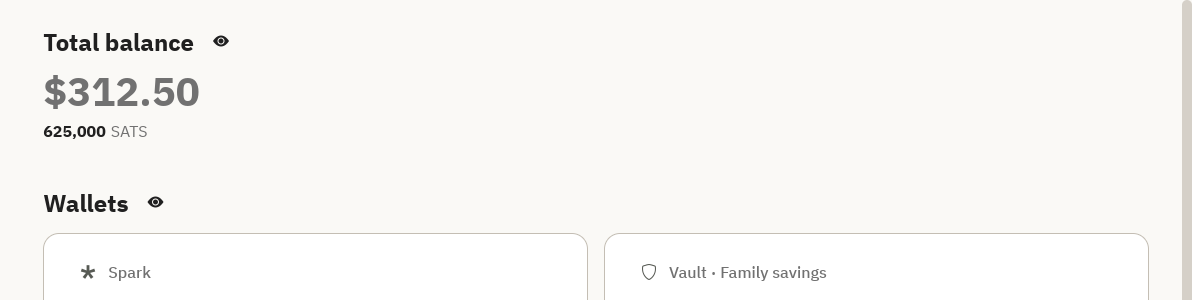 Total balance
$312.50
625,000 SATS
Wallets
Spark
Vault · Family savings